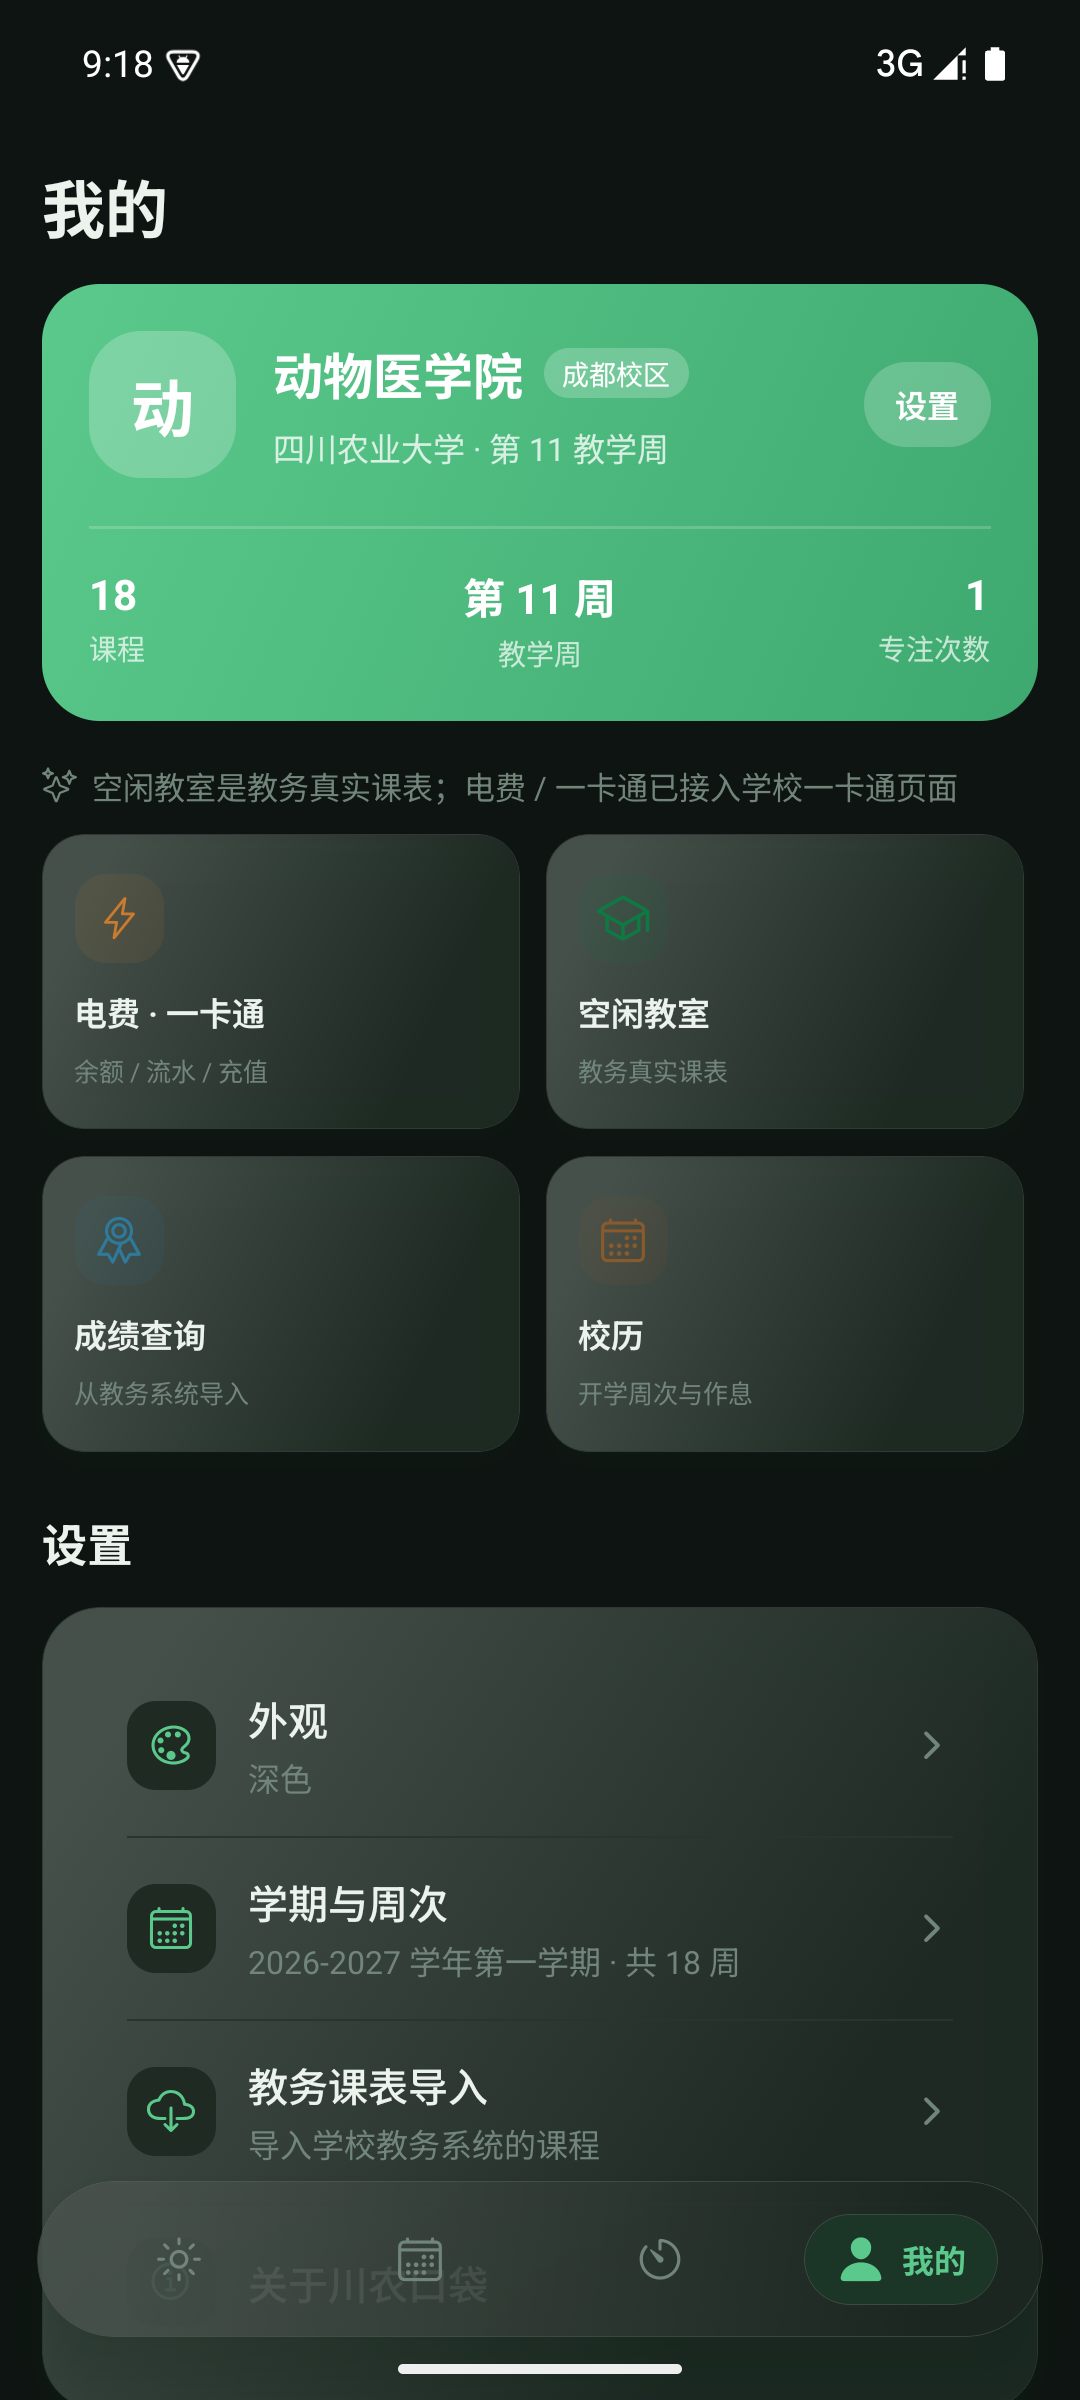 9:18
3G
我的
动
动物医学院
成都校区
四川农业大学 · 第 11 教学周
设置
18
课程
第 11 周
教学周
1
专注次数
空闲教室是教务真实课表；电费 / 一卡通已接入学校一卡通页面
电费 · 一卡通
余额 / 流水 / 充值
空闲教室
教务真实课表
成绩查询
从教务系统导入
校历
开学周次与作息
设置
外观
深色
学期与周次
2026-2027 学年第一学期 · 共 18 周
教务课表导入
导入学校教务系统的课程
关于川农口袋
我的